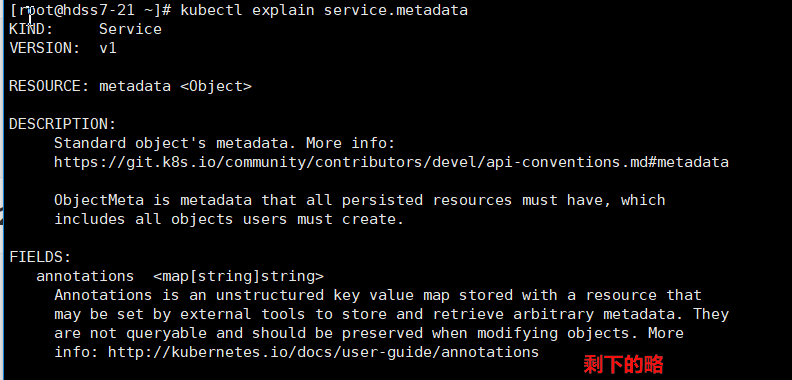 [root@hdss7-21 ~]# kubectl explain service.metadata
KIND:     Service
VERSION:  v1
RESOURCE: metadata <Object>
DESCRIPTION:
Standard object's metadata. More info:
https://git.k8s.io/community/contributors/devel/api-conventions.md#metadata
ObjectMeta is metadata that all persisted resources must have, which
includes all objects users must create.
FIELDS:
annotations  <map[string]string>
Annotations is an unstructured key value map stored with a resource that
may be set by external tools to store and retrieve arbitrary metadata. They
are not queryable and should be preserved when modifying objects. More
info: http://kubernetes.io/docs/user-guide/annotations
剩下的略